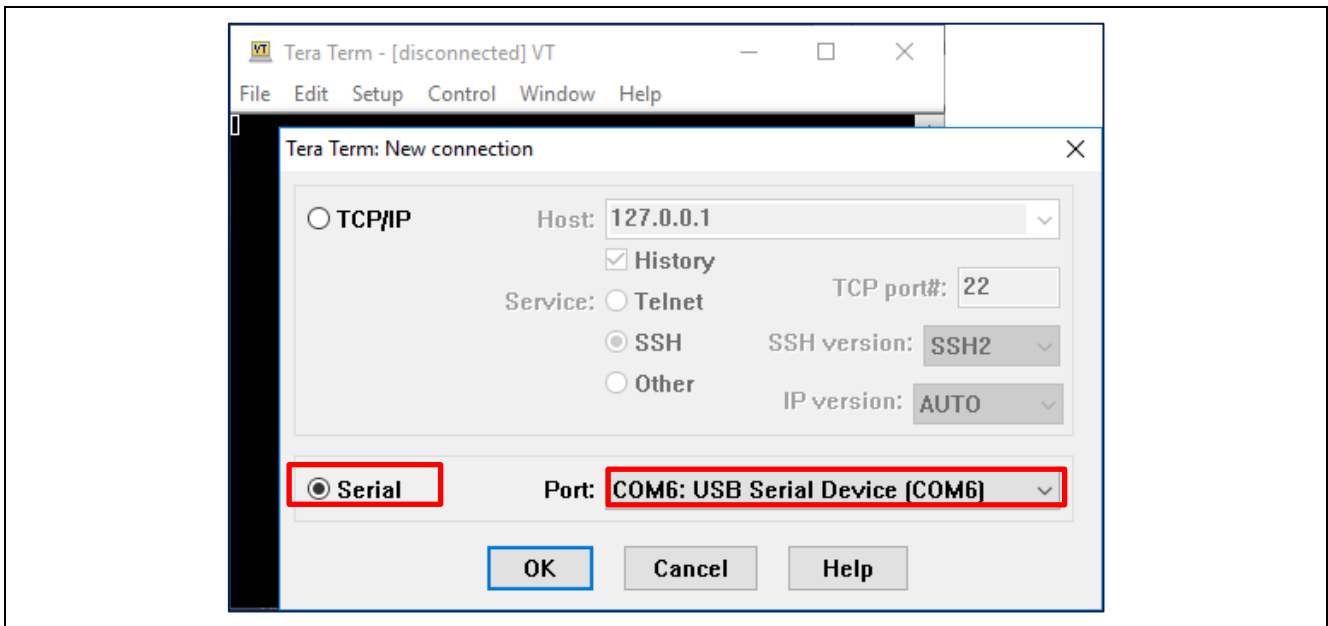 VT Tera Term - [disconnected] VT
File Edit Setup Control Window Help
Tera Term: New connection
TCP/IP Host: 127.0.0.1
History
Service: Telnet TCP port#: 22
SSH SSH version: SSH2
Other IP version: AUTO
Serial Port: COM6: USB Serial Device (COM6)
OK Cancel Help